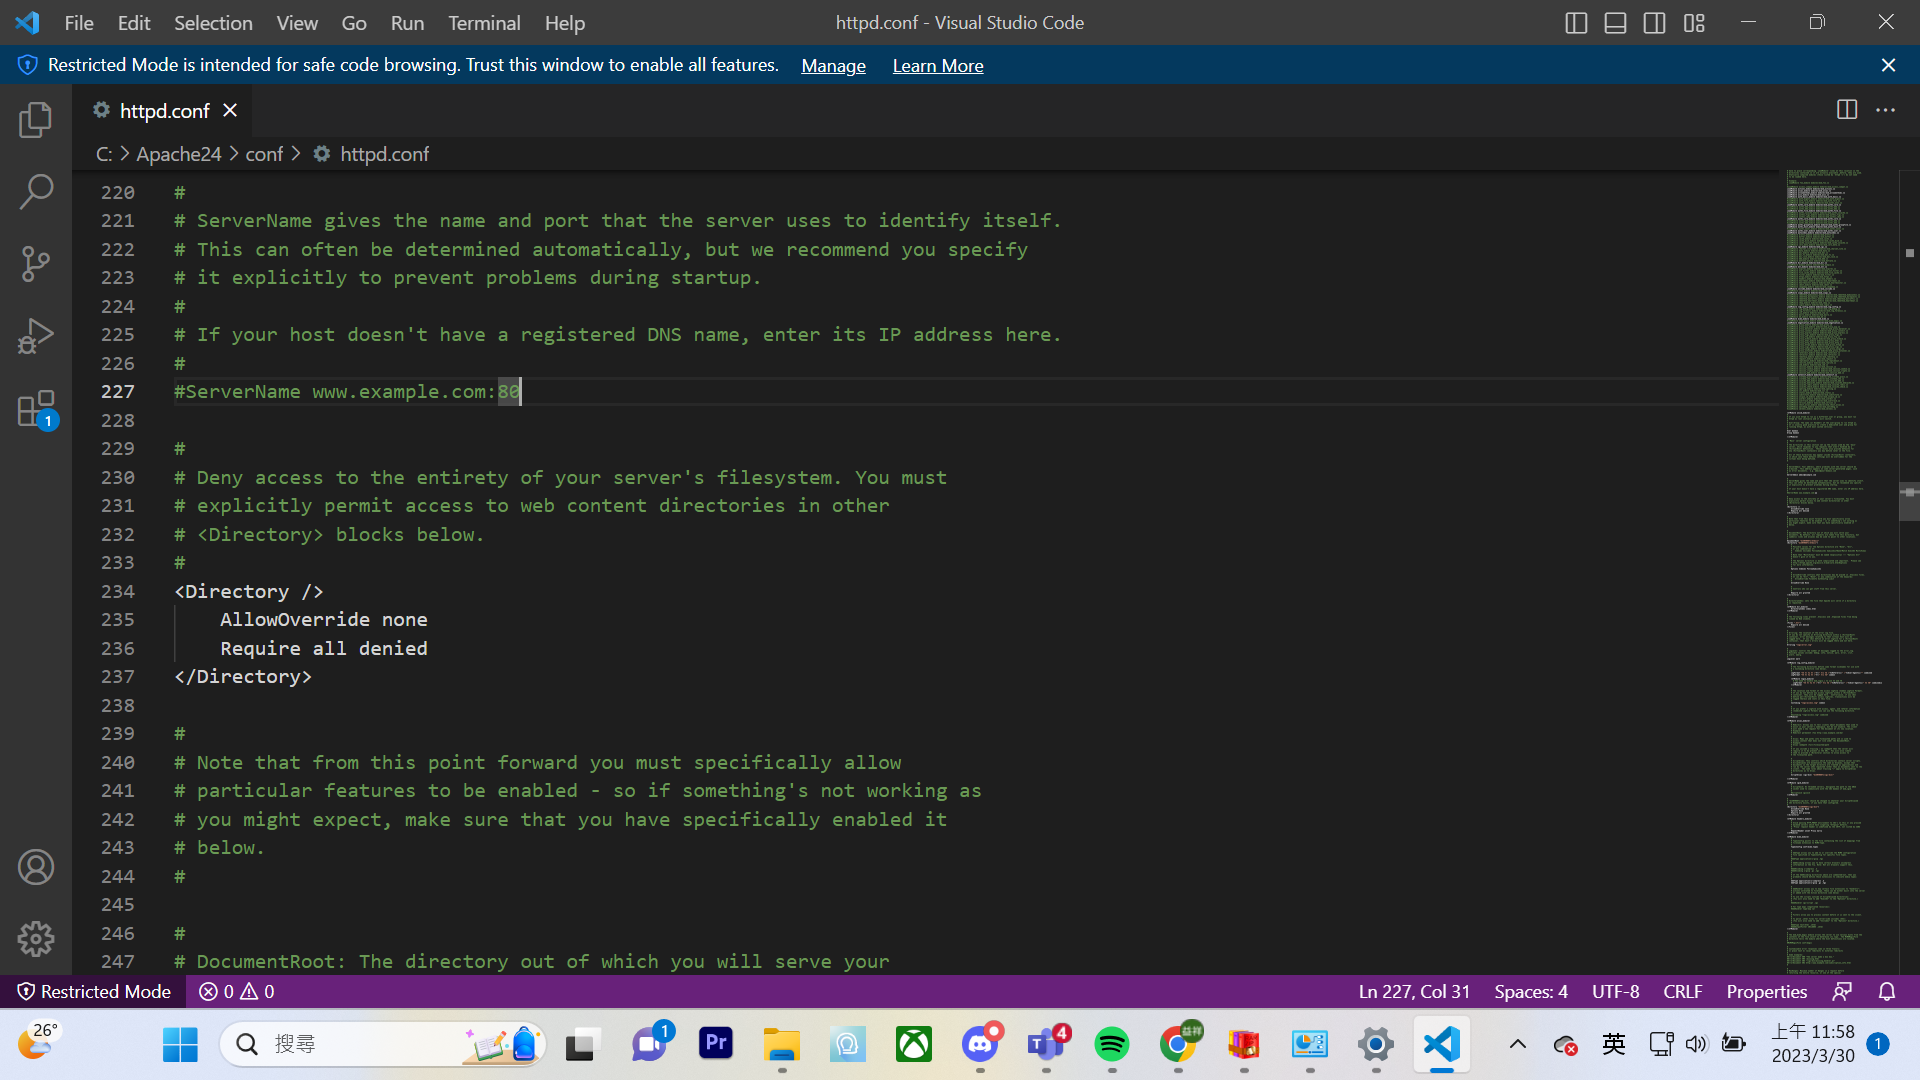 File Edit Selection View Go Run Terminal Help
httpd.conf - Visual Studio Code
Restricted Mode is intended for safe code browsing. Trust this window to enable all features. Manage Learn More
httpd.conf
C: > Apache24 > conf > httpd.conf
220 #
221 # ServerName gives the name and port that the server uses to identify itself.
222 # This can often be determined automatically, but we recommend you specify
223 # it explicitly to prevent problems during startup.
224 #
225 # If your host doesn't have a registered DNS name, enter its IP address here.
226 #
227 #ServerName www.example.com:80
228
229 #
230 # Deny access to the entirety of your server's filesystem. You must
231 # explicitly permit access to web content directories in other
232 # <Directory> blocks below.
233 #
234 <Directory />
235 AllowOverride none
236 Require all denied
237 </Directory>
238
239 #
240 # Note that from this point forward you must specifically allow
241 # particular features to be enabled - so if something's not working as
242 # you might expect, make sure that you have specifically enabled it
243 # below.
244 #
245
246 #
247 # DocumentRoot: The directory out of which you will serve your
1
Restricted Mode 0 0 Ln 227, Col 31 Spaces: 4 UTF-8 CRLF Properties
26°
搜尋
1
Pr
4
益祥
英
上午 11:58
2023/3/30
1